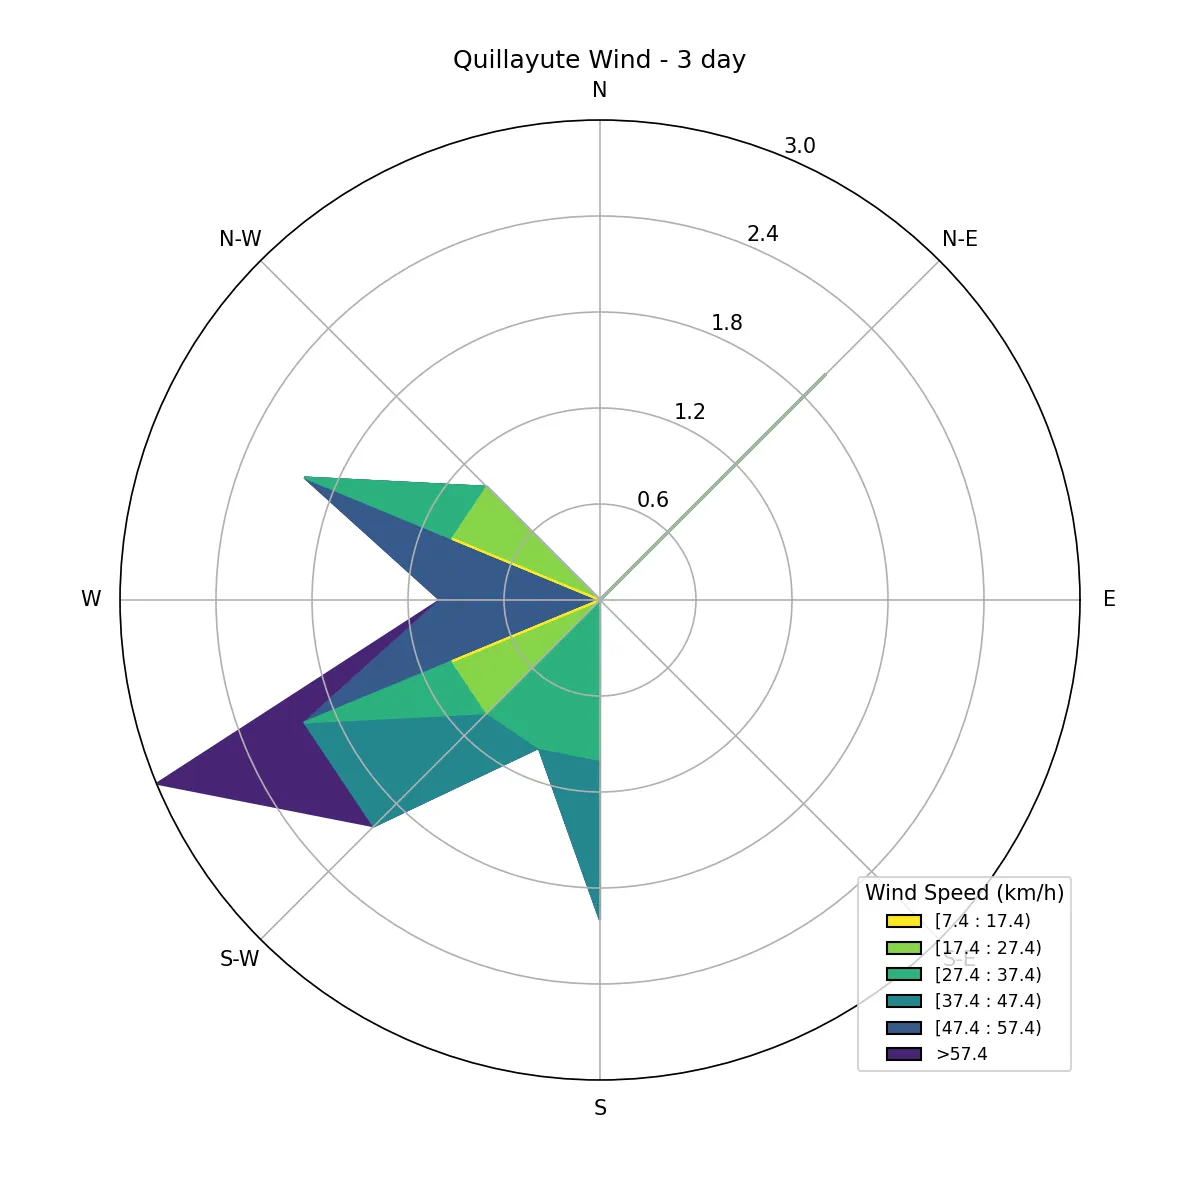 Quillayute Wind - 3 day
N
3.0
N-W
N-E
2.4
1.8
1.2
0.6
W
E
S-W
S-E
S
Wind Speed (km/h)
[7.4 : 17.4)
[17.4 : 27.4)
[27.4 : 37.4)
[37.4 : 47.4)
[47.4 : 57.4)
>57.4